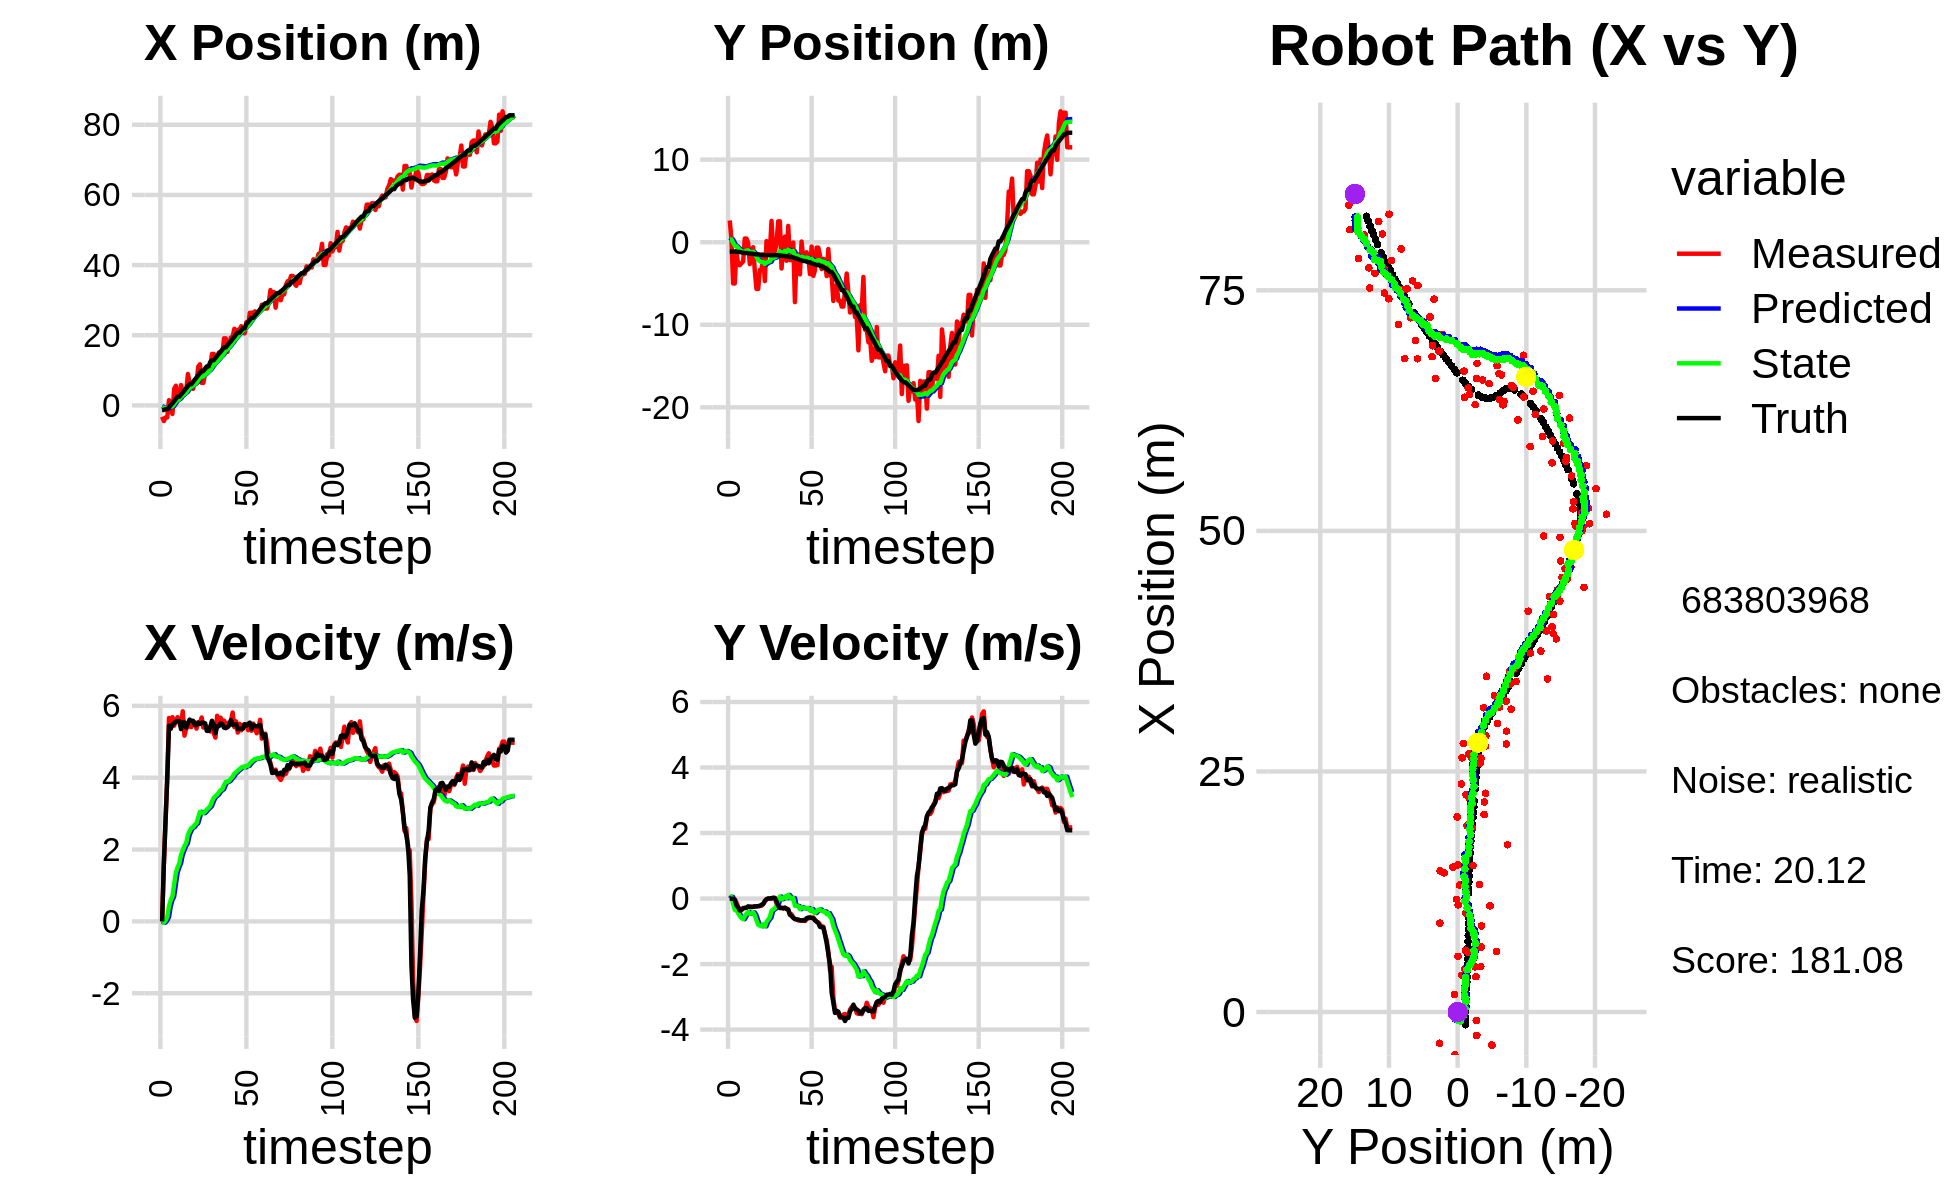 X Position (m)
80
60
40
20
0
0
50
100
150
200
timestep
Y Position (m)
10
0
-10
-20
0
50
100
150
200
timestep
X Velocity (m/s)
6
4
2
0
-2
0
50
100
150
200
timestep
Y Velocity (m/s)
6
4
2
0
-2
-4
0
50
100
150
200
timestep
Robot Path (X vs Y)
X Position (m)
75
50
25
0
20 10 0 -10 -20
Y Position (m)
variable
Measured
Predicted
State
Truth
683803968
Obstacles: none
Noise: realistic
Time: 20.12
Score: 181.08